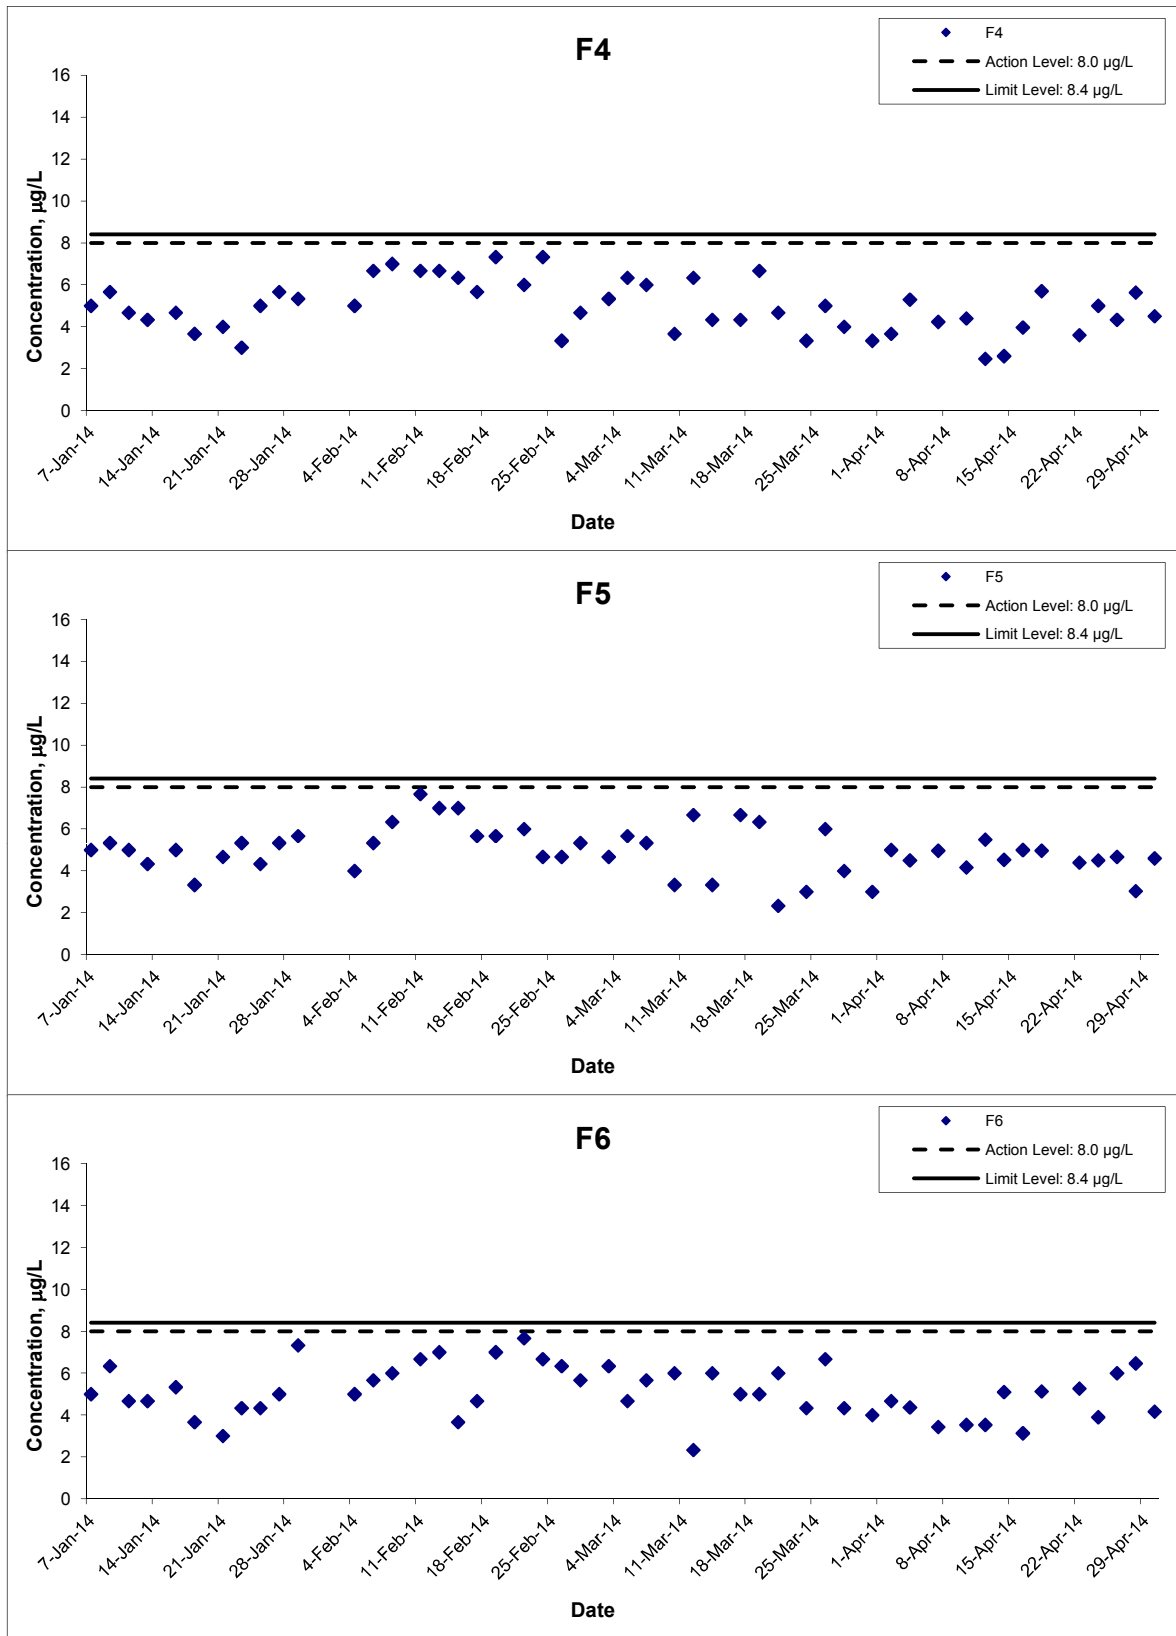 F4
F4
Action Level: 8.0 µg/L
Limit Level: 8.4 µg/L
Concentration, µg/L
16
14
12
10
8
6
4
2
0
7-Jan-14
14-Jan-14
21-Jan-14
28-Jan-14
4-Feb-14
11-Feb-14
18-Feb-14
25-Feb-14
4-Mar-14
11-Mar-14
18-Mar-14
25-Mar-14
1-Apr-14
8-Apr-14
15-Apr-14
22-Apr-14
29-Apr-14
Date
F5
F5
Action Level: 8.0 µg/L
Limit Level: 8.4 µg/L
Concentration, µg/L
16
14
12
10
8
6
4
2
0
7-Jan-14
14-Jan-14
21-Jan-14
28-Jan-14
4-Feb-14
11-Feb-14
18-Feb-14
25-Feb-14
4-Mar-14
11-Mar-14
18-Mar-14
25-Mar-14
1-Apr-14
8-Apr-14
15-Apr-14
22-Apr-14
29-Apr-14
Date
F6
F6
Action Level: 8.0 µg/L
Limit Level: 8.4 µg/L
Concentration, µg/L
16
14
12
10
8
6
4
2
0
7-Jan-14
14-Jan-14
21-Jan-14
28-Jan-14
4-Feb-14
11-Feb-14
18-Feb-14
25-Feb-14
4-Mar-14
11-Mar-14
18-Mar-14
25-Mar-14
1-Apr-14
8-Apr-14
15-Apr-14
22-Apr-14
29-Apr-14
Date